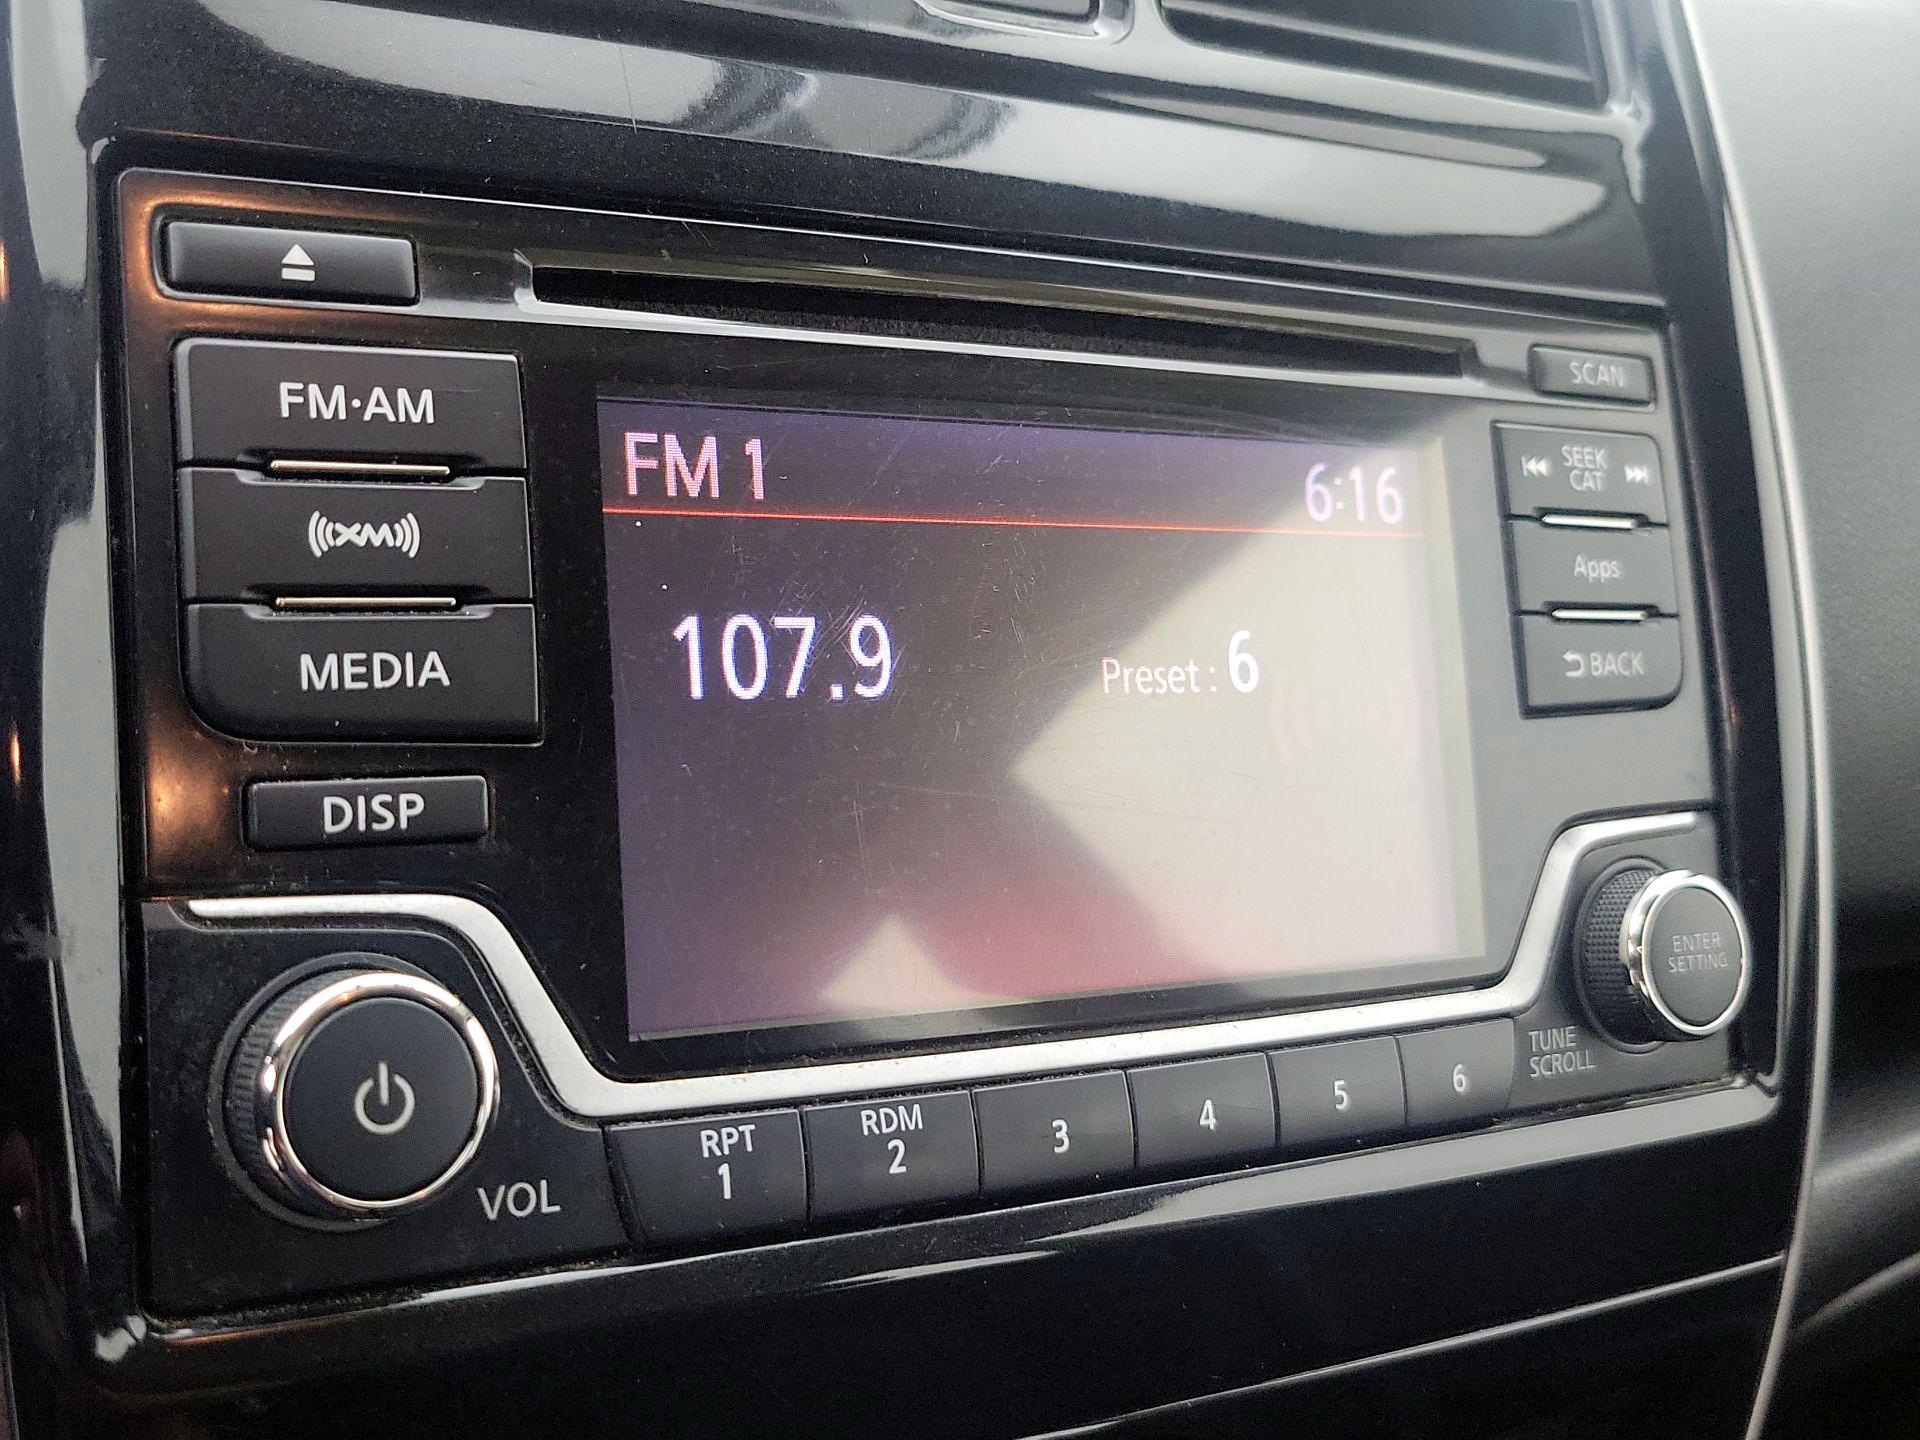 FM·AM
XM
MEDIA
DISP
VOL
FM 1
6:16
107.9
Preset : 6
SCAN
SEEK
CAT
Apps
BACK
ENTER
SETTING
TUNE
SCROLL
RPT
1
RDM
2
3
4
5
6